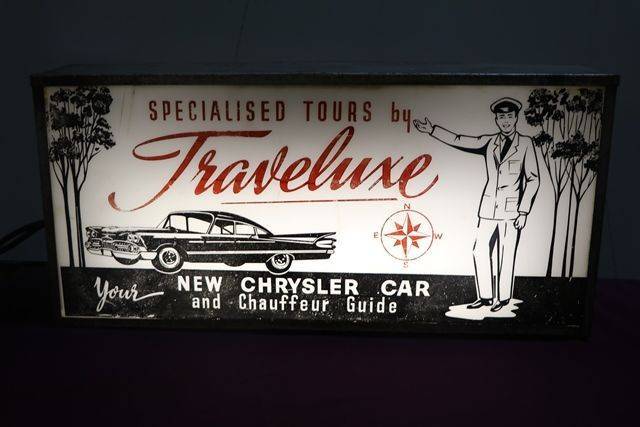 SPECIALISED TOURS by
Traveluxe
N
E W
S
Your NEW CHRYSLER CAR
and Chauffeur Guide